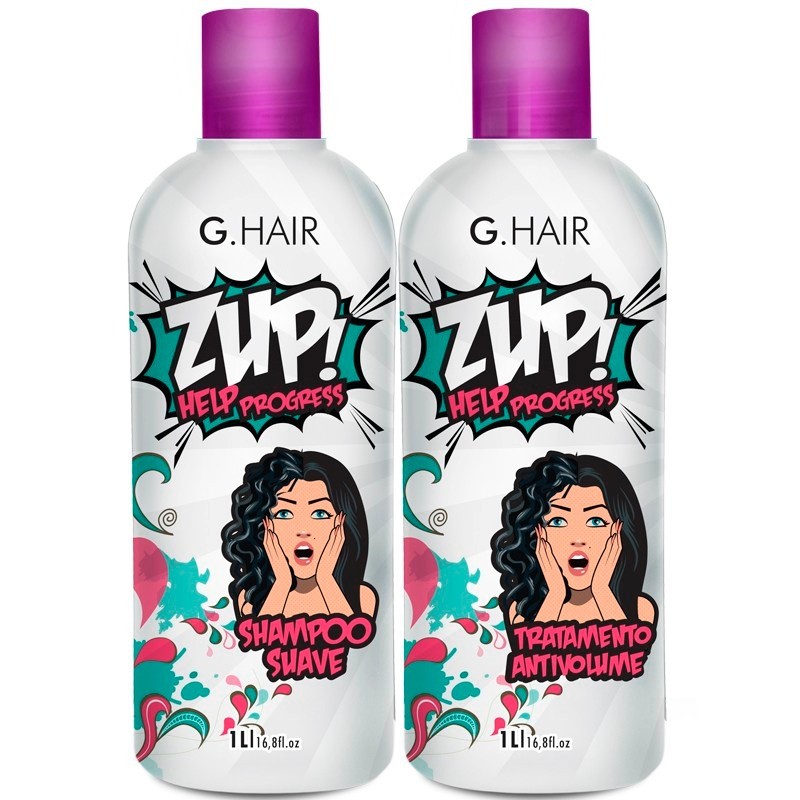 G.HAIR
ZUP!
HELP PROGRESS
SHAMPOO
SUAVE
1L|16,8fl.oz
G.HAIR
ZUP!
HELP PROGRESS
TRATAMENTO
ANTIVOLUME
1L|16,8fl.oz